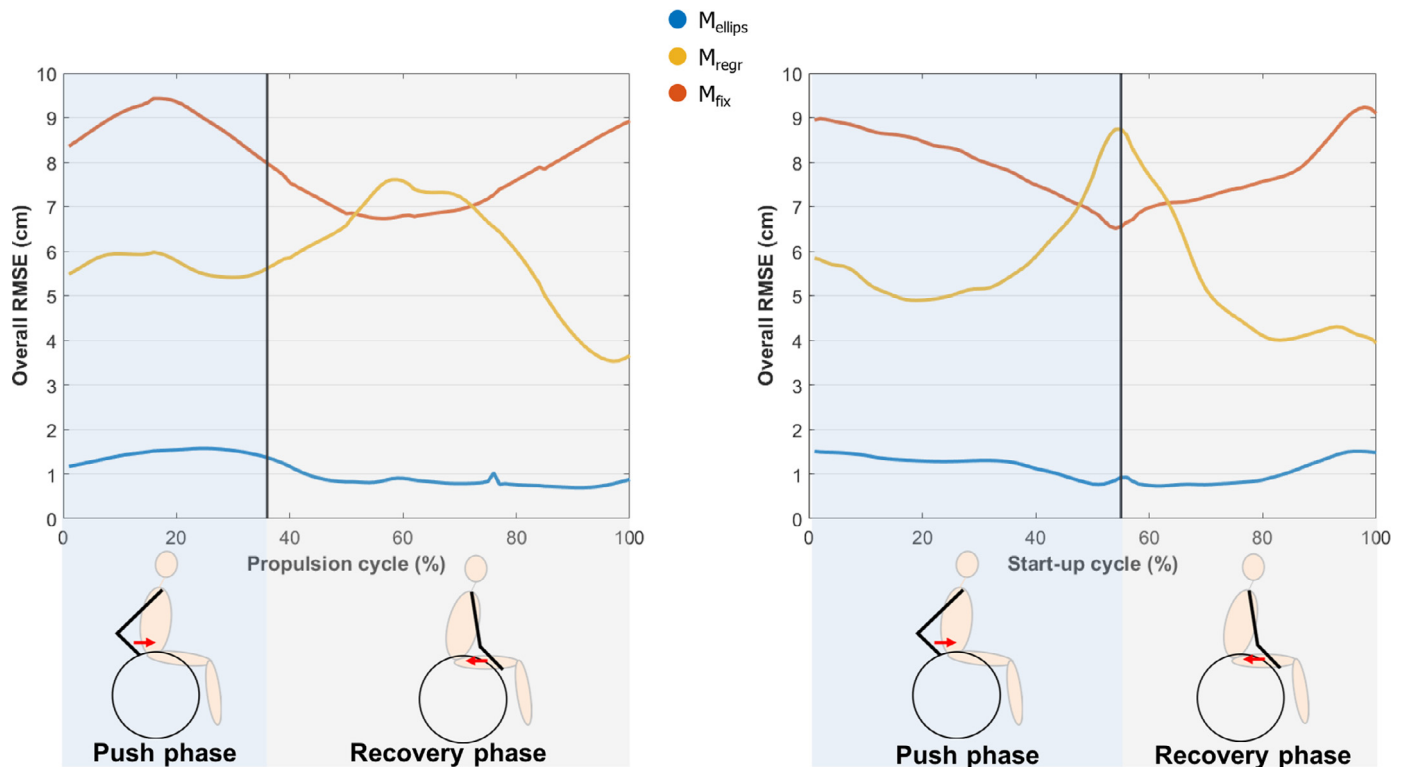 M_ellips
M_regr
M_fix
10
9
8
7
6
5
4
3
2
1
0
Overall RMSE (cm)
0 20 40 60 80 100
Propulsion cycle (%)
Push phase Recovery phase
10
9
8
7
6
5
4
3
2
1
0
Overall RMSE (cm)
0 20 40 60 80 100
Start-up cycle (%)
Push phase Recovery phase